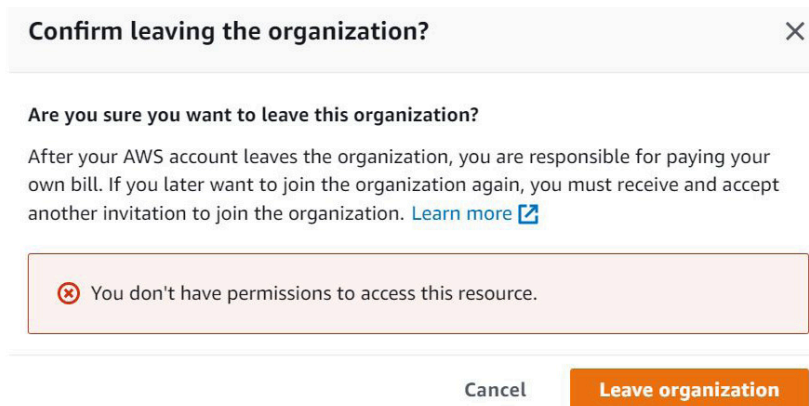 Confirm leaving the organization?
Are you sure you want to leave this organization?
After your AWS account leaves the organization, you are responsible for paying your
own bill. If you later want to join the organization again, you must receive and accept
another invitation to join the organization. Learn more
You don't have permissions to access this resource.
Cancel Leave organization